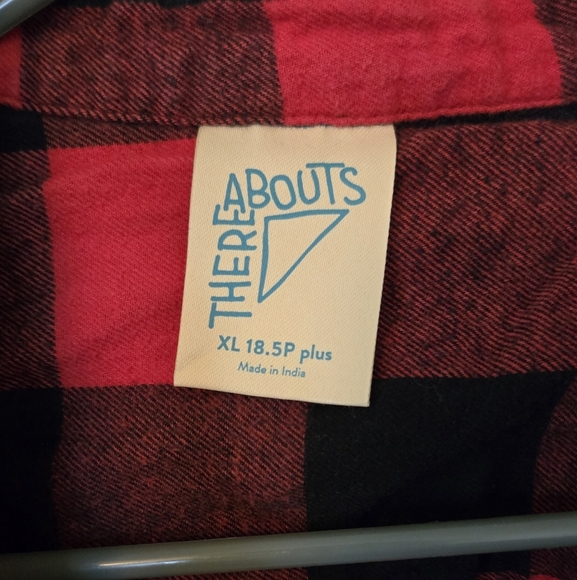 THEREABOUTS
XL 18.5P plus
Made in India